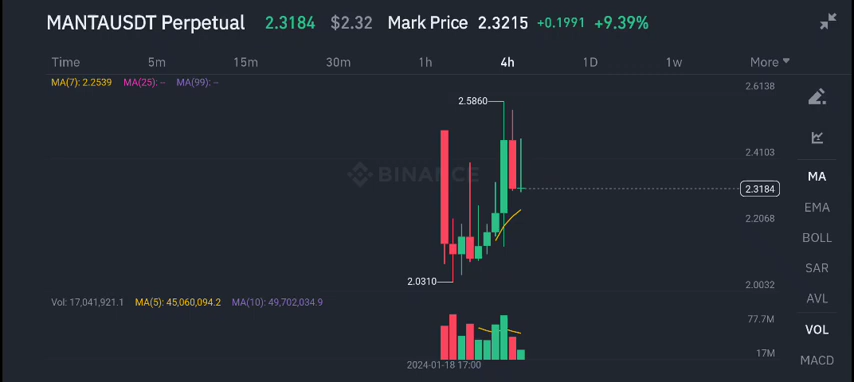 MANTAUSDT Perpetual 2.3184 $2.32 Mark Price 2.3215 +0.1991 +9.39%
Time 5m 15m 30m 1h 4h 1D 1w More
MA(7): 2.2539 MA(25): -- MA(99): --
2.6138
2.5860
2.4103
BINANCE
2.3184
2.2068
2.0310
2.0032
Vol: 17,041,921.1 MA(5): 45,060,094.2 MA(10): 49,702,034.9
77.7M
17M
2024-01-18 17:00
MA
EMA
BOLL
SAR
AVL
VOL
MACD